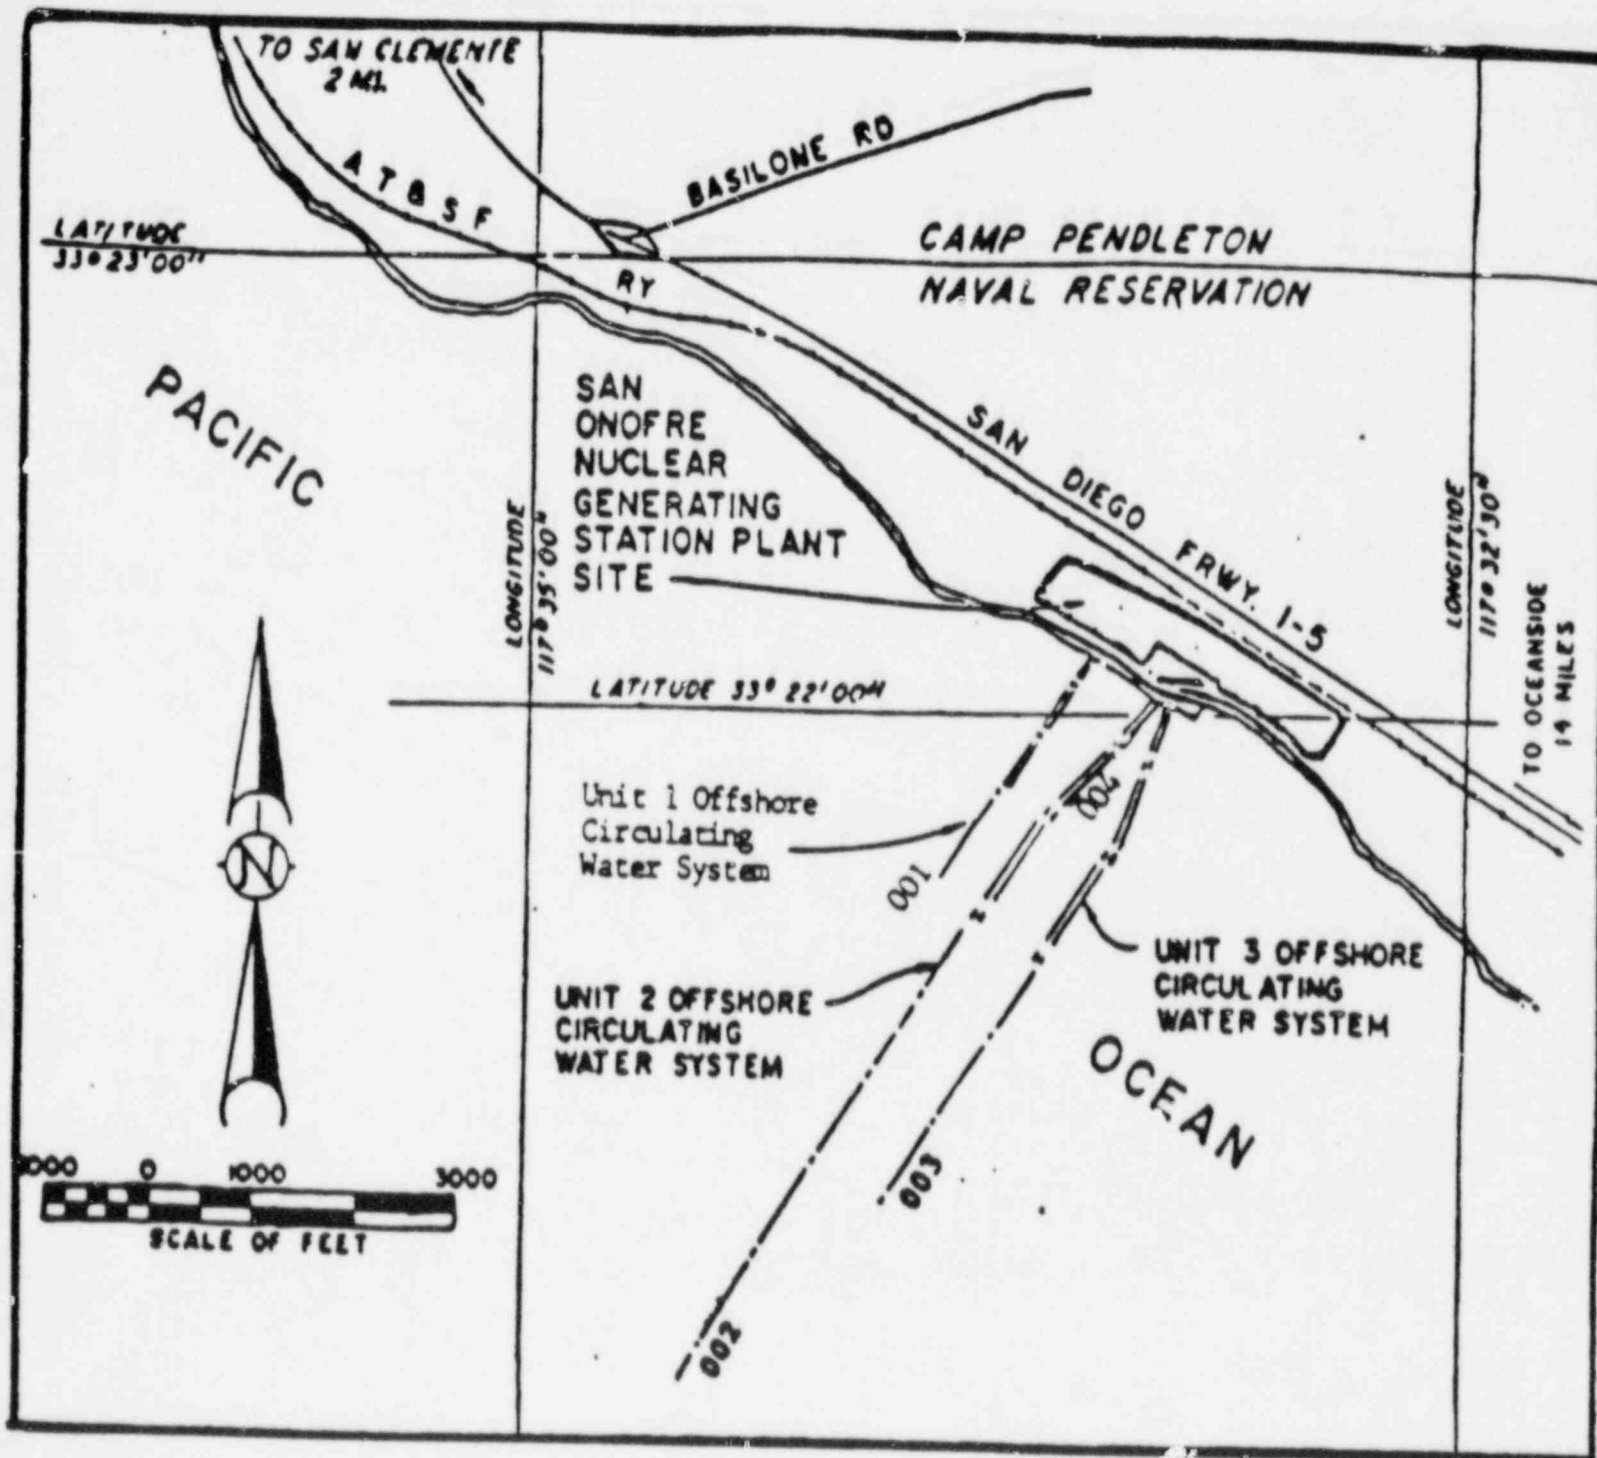 TO SAN CLEMENTE
2 MI.
BASILONE RD
A T & S F
RY
LATITUDE
33° 23' 00"
CAMP PENDLETON
NAVAL RESERVATION
PACIFIC
SAN
ONOFRE
NUCLEAR
GENERATING
STATION PLANT
SITE
SAN DIEGO FRWY. I-5
LONGITUDE
117° 35' 00"
LONGITUDE
117° 32' 30"
TO OCEANSIDE
14 MILES
LATITUDE 33° 22' 00"
Unit 1 Offshore
Circulating
Water System
001
004
UNIT 2 OFFSHORE
CIRCULATING
WATER SYSTEM
UNIT 3 OFFSHORE
CIRCULATING
WATER SYSTEM
OCEAN
N
0 1000 3000
SCALE OF FEET
003
002